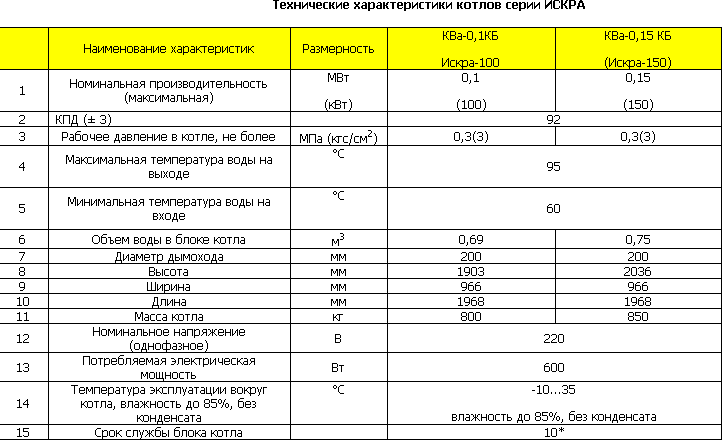 Технические характеристики котлов серии ИСКРА
Наименование характеристик Размерность КВа-0,1КБ КВа-0,15 КБ
Искра-100 (Искра-150)
1 Номинальная производительность (максимальная) МВт 0,1 0,15
(кВт) (100) (150)
2 КПД (± 3) 92
3 Рабочее давление в котле, не более МПа (кгс/см2) 0,3(3) 0,3(3)
4 Максимальная температура воды на выходе °С 95
5 Минимальная температура воды на входе °С 60
6 Объем воды в блоке котла м3 0,69 0,75
7 Диаметр дымохода мм 200 200
8 Высота мм 1903 2036
9 Ширина мм 966 966
10 Длина мм 1968 1968
11 Масса котла кг 800 850
12 Номинальное напряжение (однофазное) В 220
13 Потребляемая электрическая мощность Вт 600
14 Температура эксплуатации вокруг котла, влажность до 85%, без конденсата °С -10...35
влажность до 85%, без конденсата
15 Срок службы блока котла 10*